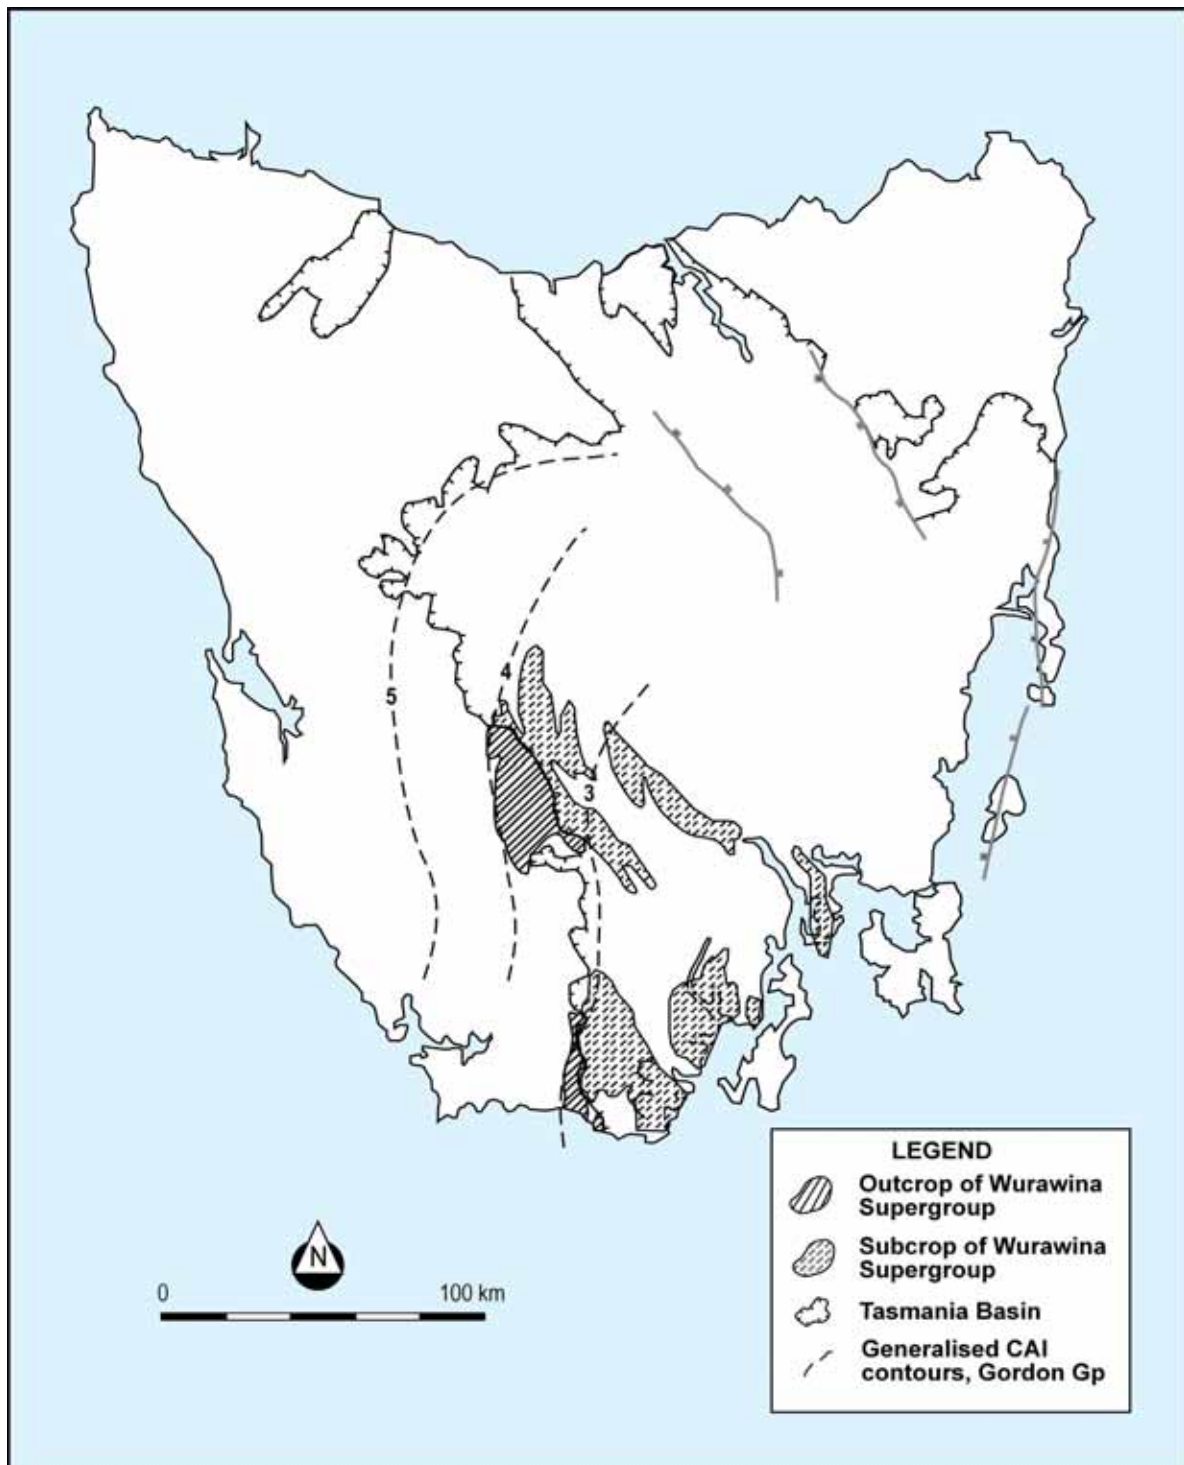 4
5
3
LEGEND
Outcrop of Wurawina
Supergroup
Subcrop of Wurawina
Supergroup
Tasmania Basin
Generalised CAI
contours, Gordon Gp
N
0 100 km